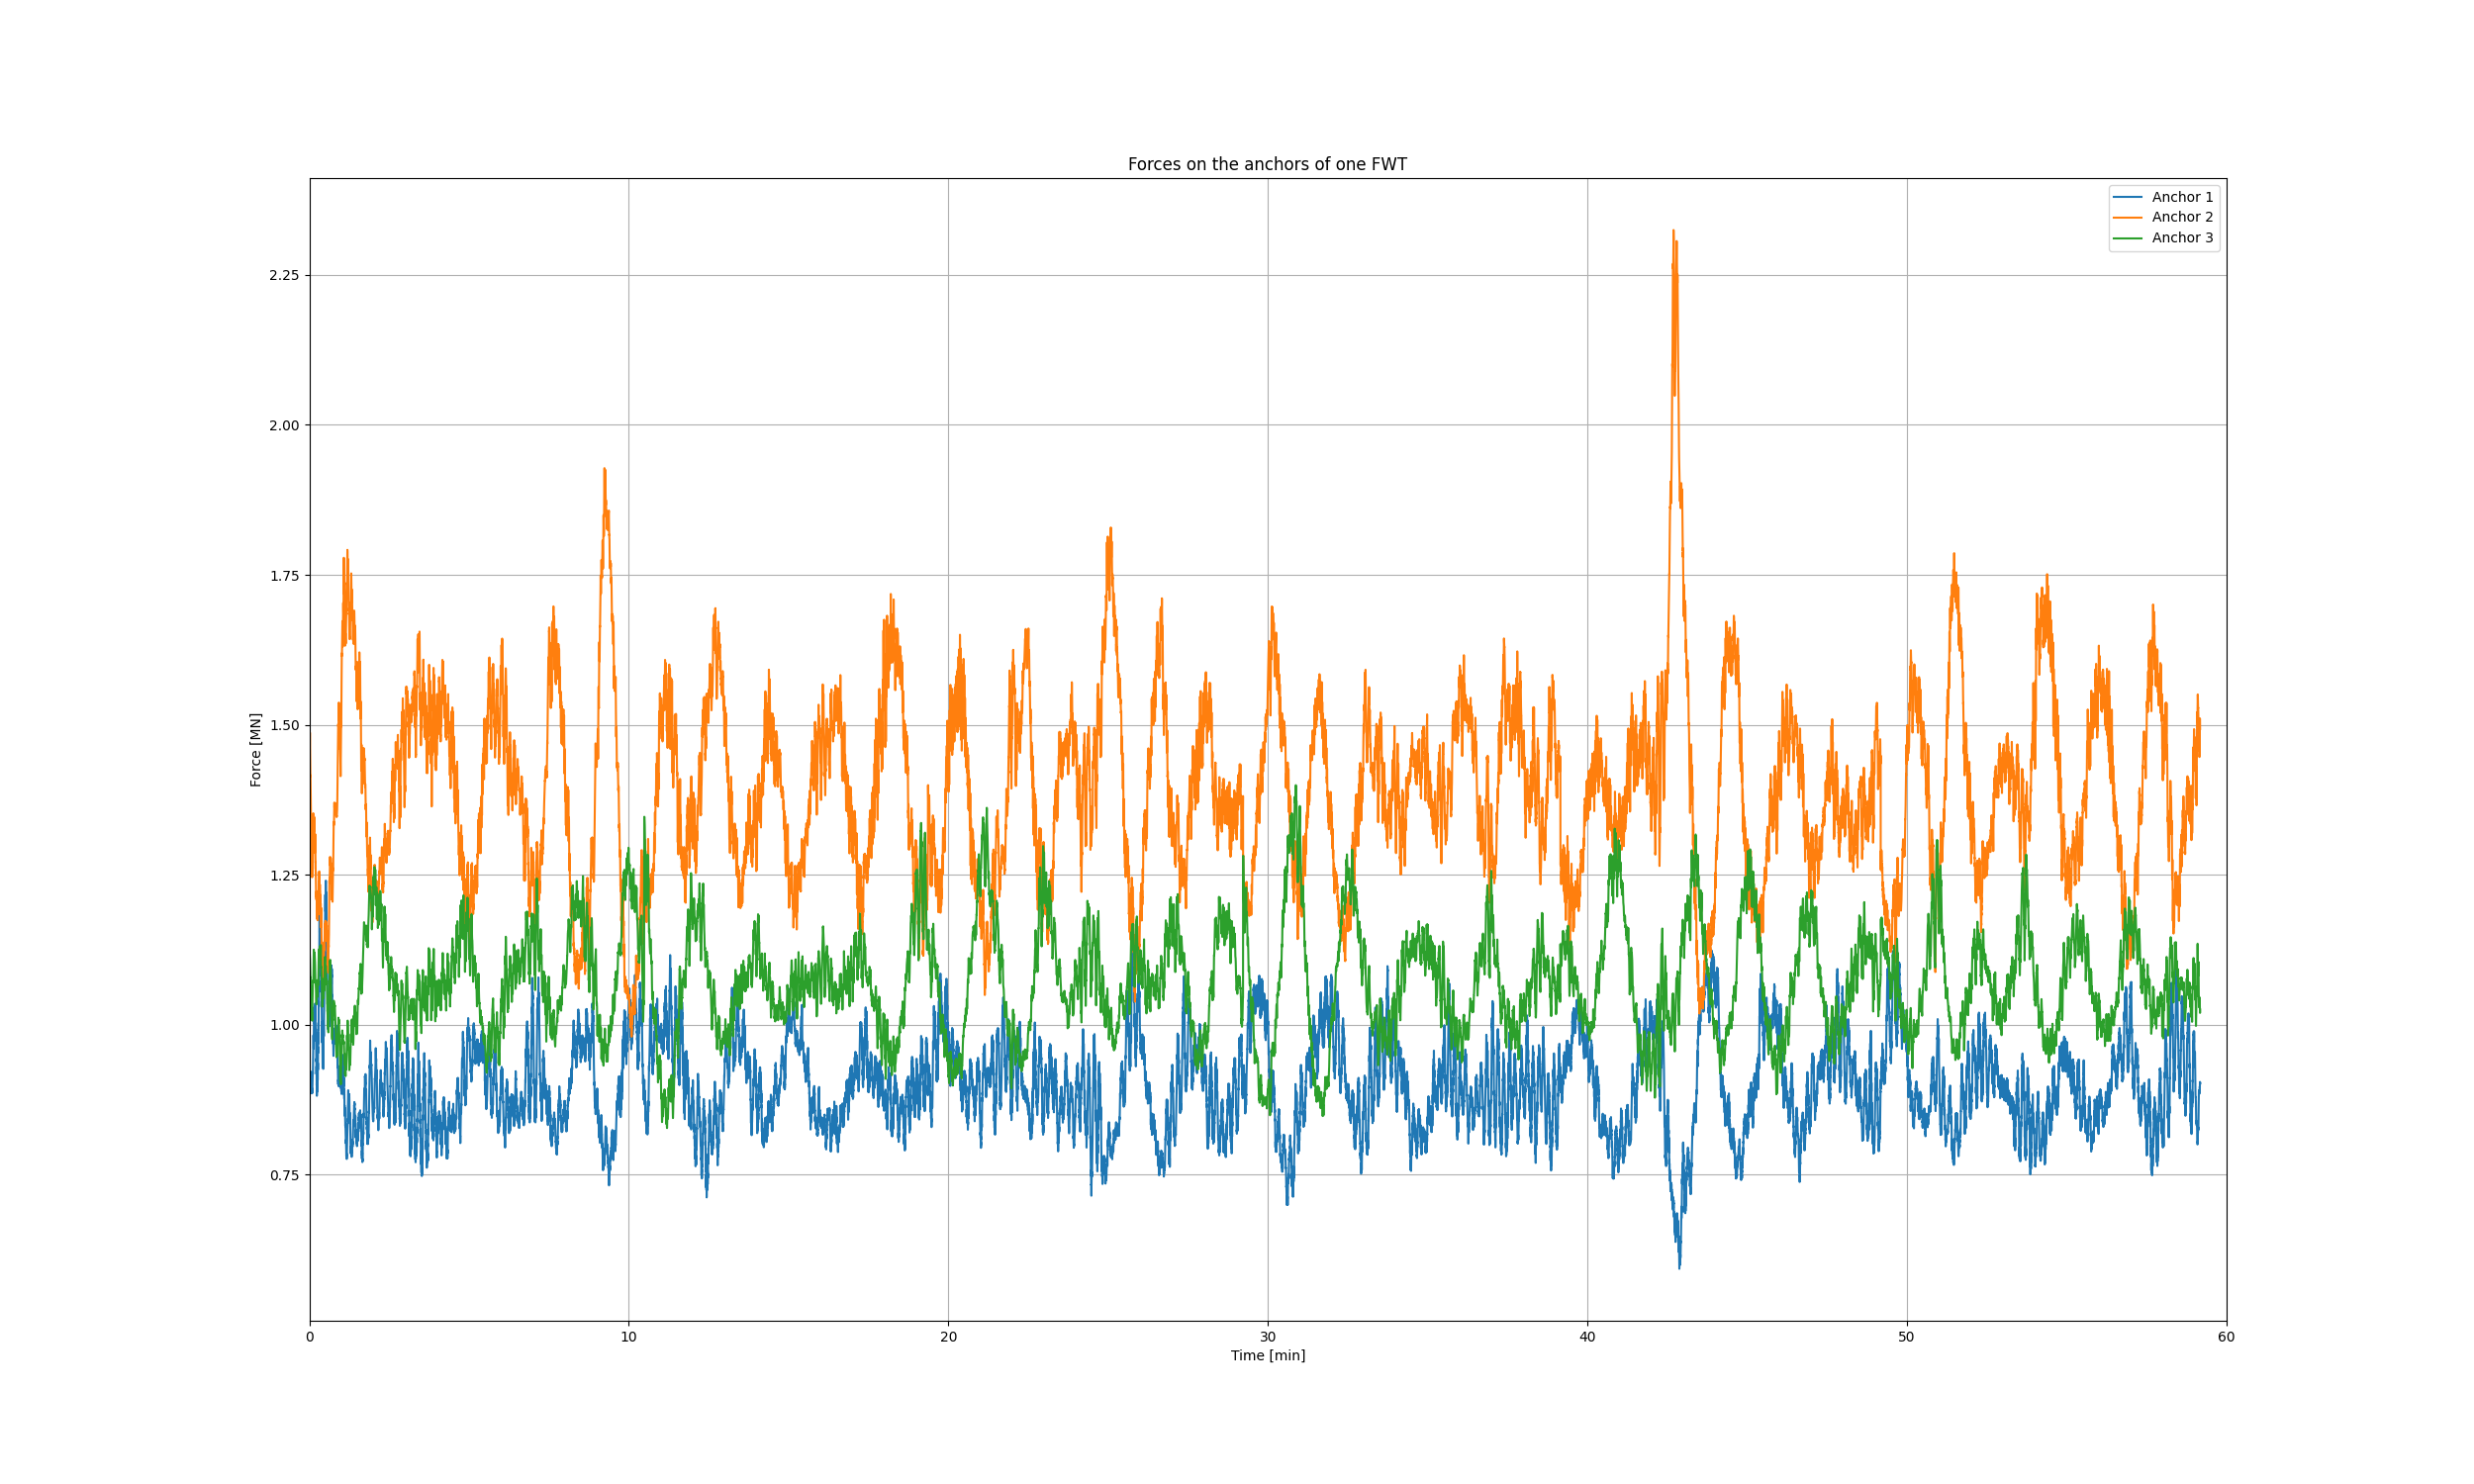 Forces on the anchors of one FWT
Anchor 1
Anchor 2
Anchor 3
Force [MN]
2.25
2.00
1.75
1.50
1.25
1.00
0.75
0 10 20 30 40 50 60
Time [min]